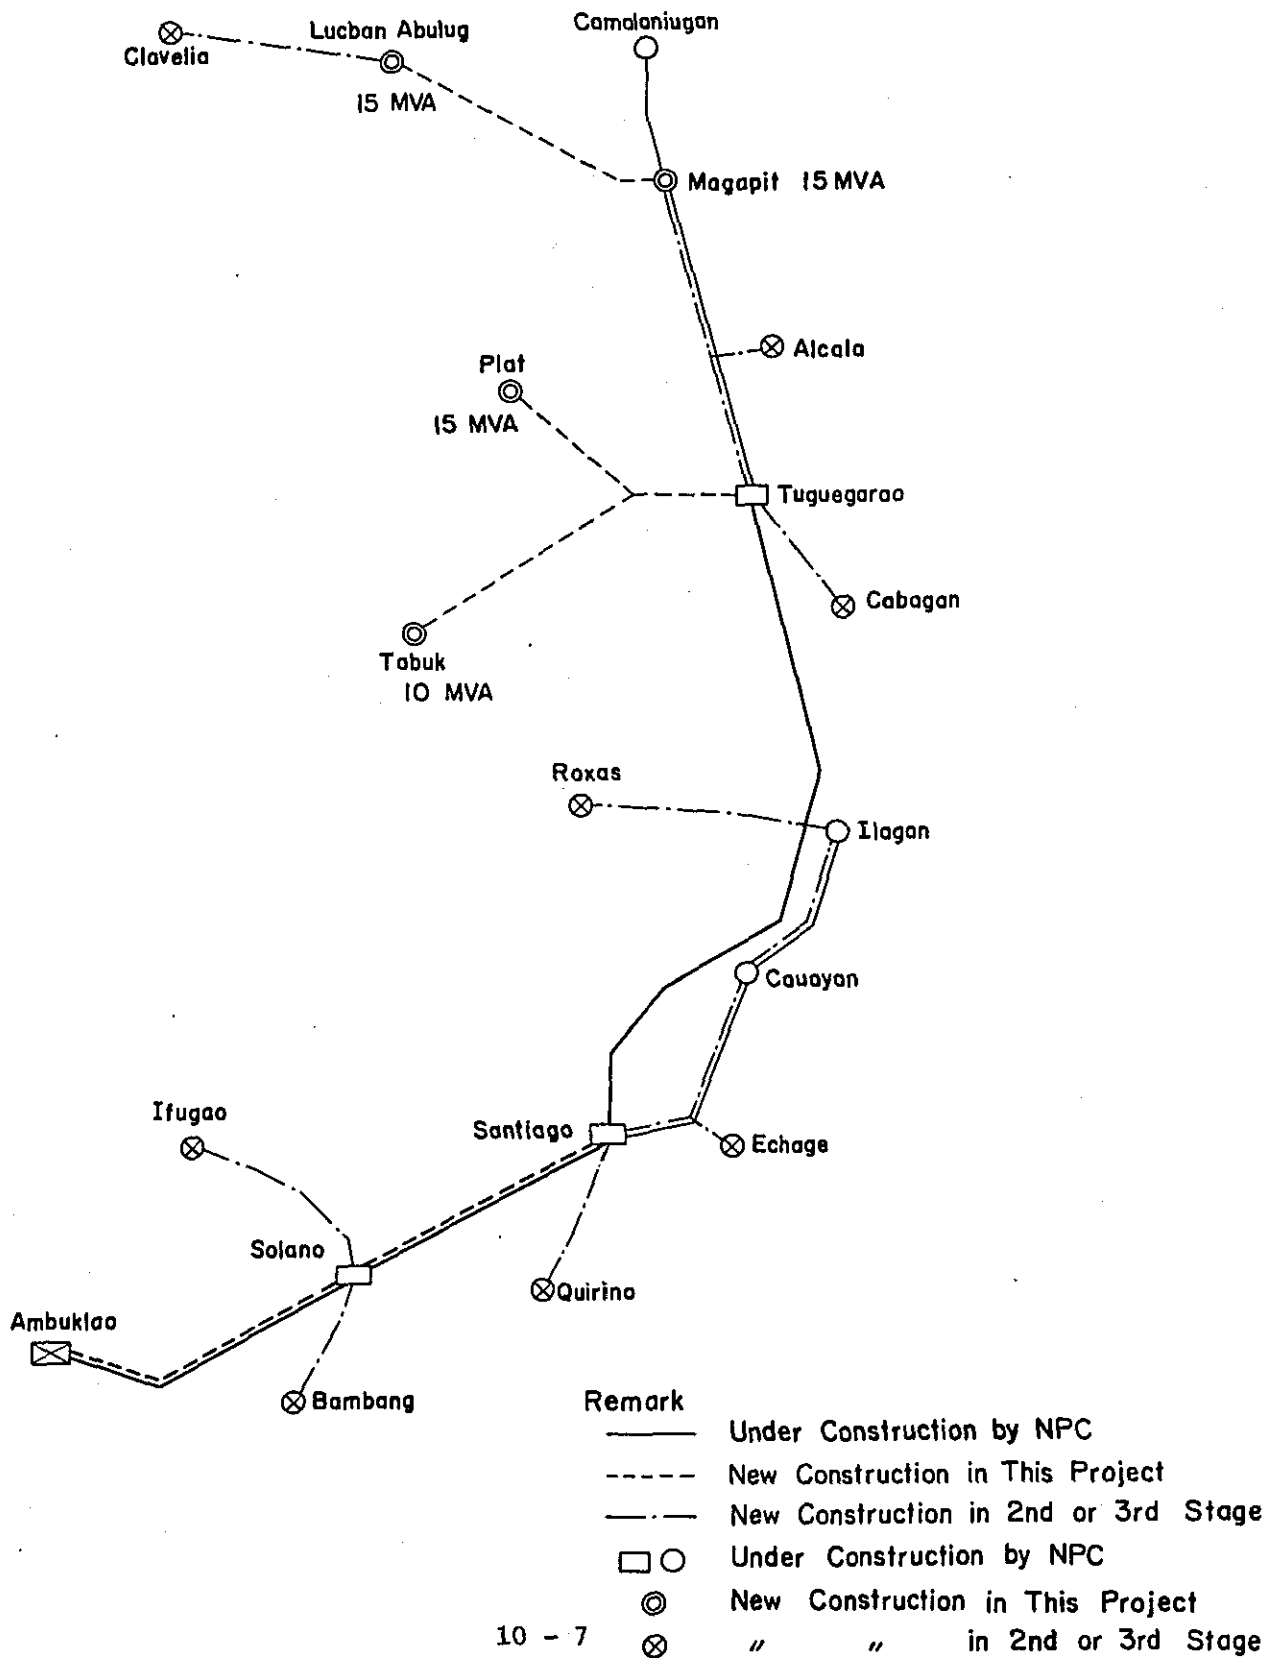 Camalaniugan
Lucban Abulug
Clavelia
15 MVA
Magapit 15 MVA
Alcala
Plat
15 MVA
Tuguegarao
Cabagan
Tabuk
10 MVA
Roxas
Ilagan
Cauayan
Ifugao
Santiago
Echage
Solano
Quirino
Ambuklao
Bambang
Remark
Under Construction by NPC
New Construction in This Project
New Construction in 2nd or 3rd Stage
Under Construction by NPC
New Construction in This Project
" " in 2nd or 3rd Stage
10 - 7